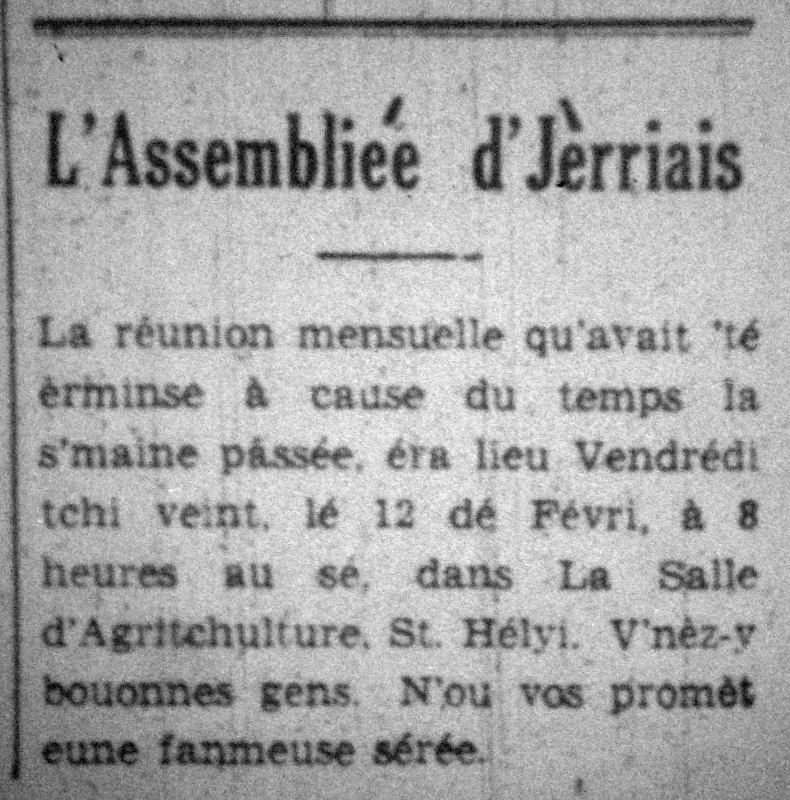 L'Assembliée d'Jèrriais
La réunion mensuelle qu'avait 'té
èrminse à cause du temps la
s'maine pâssée, éra lieu Vendrédi
tchi veint, lé 12 dé Févri, à 8
heures au sé, dans La Salle
d'Agritchulture, St. Hélyi. V'nèz-y
bouonnes gens. N'ou vos promèt
eune fanmeuse sérée.